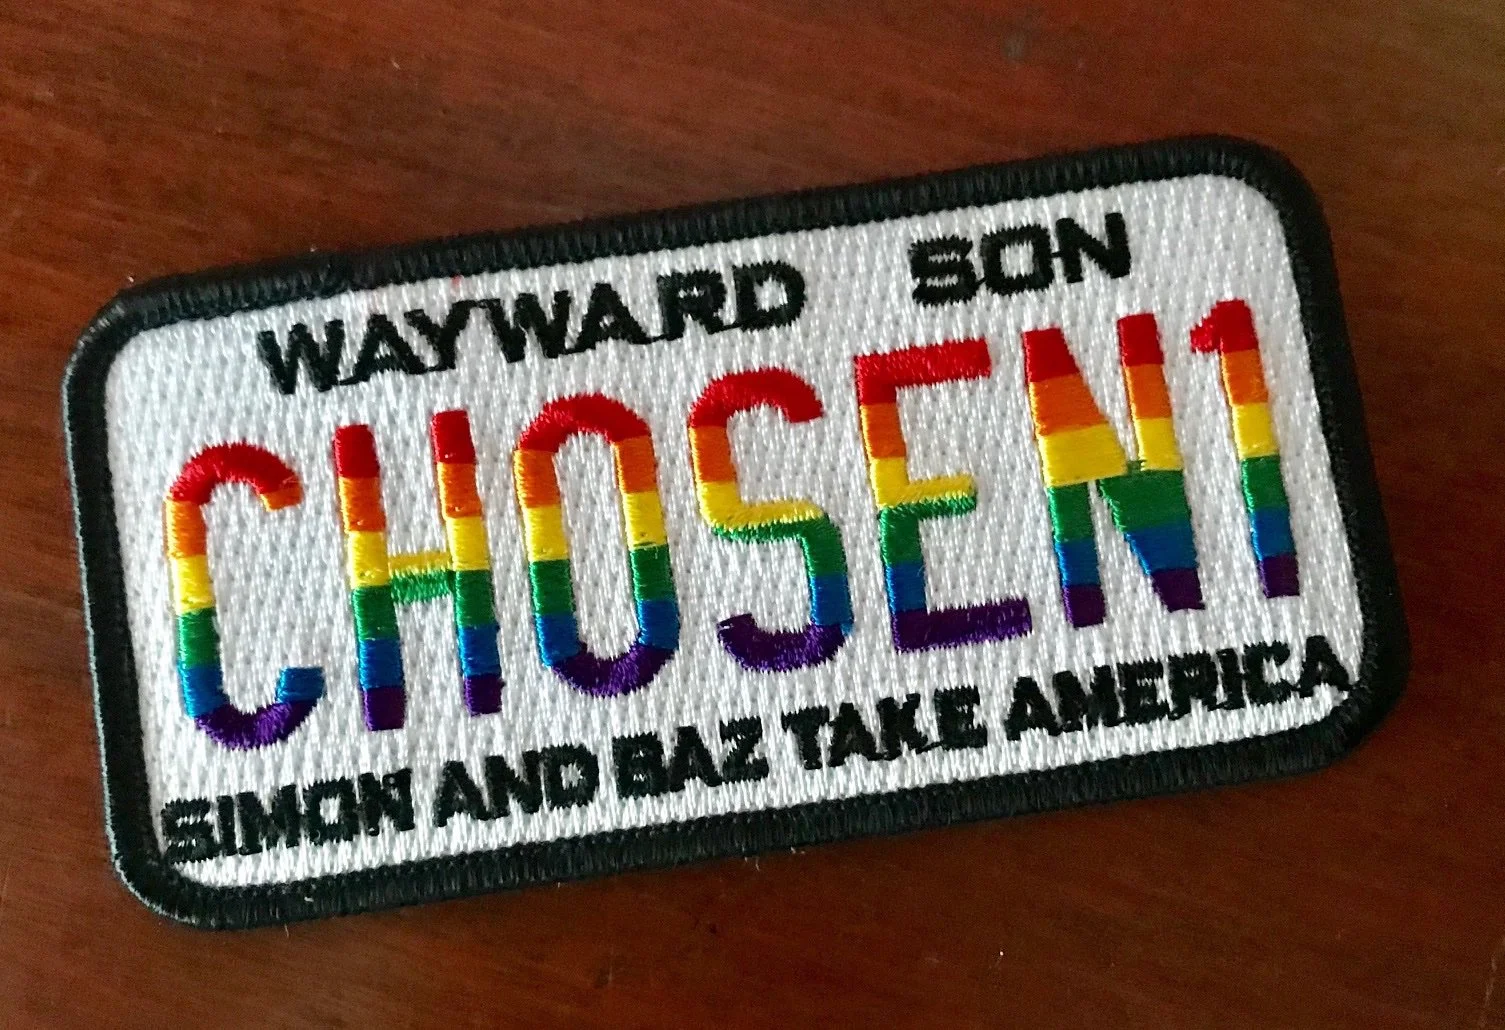 WAYWARD SON
CHOSEN1
SIMON AND BAZ TAKE AMERICA